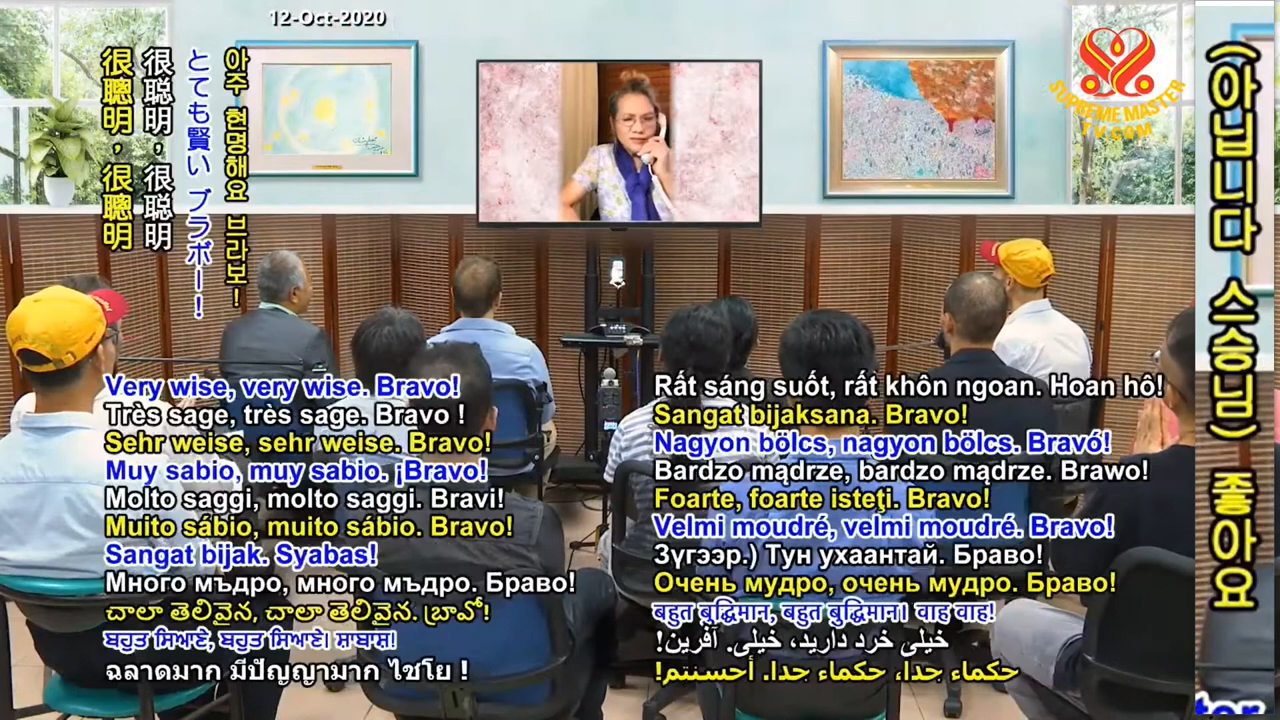 12-Oct-2020
SUPREME MASTER
TV.COM
아주 현명해요 브라보!
とても賢い ブラボー!
很聪明，很聪明
很聰明，很聰明
(아닙니다 스승님) 좋아요
Very wise, very wise. Bravo!
Très sage, très sage. Bravo !
Sehr weise, sehr weise. Bravo!
Muy sabio, muy sabio. ¡Bravo!
Molto saggi, molto saggi. Bravi!
Muito sábio, muito sábio. Bravo!
Sangat bijak. Syabas!
Много мъдро, много мъдро. Браво!
చాలా తెలివైన, చాలా తెలివైన. బ్రావో!
ਬਹੁਤ ਸਿਆਣੇ, ਬਹੁਤ ਸਿਆਣੇ। ਸ਼ਾਬਾਸ਼!
ฉลาดมาก มีปัญญามาก ไชโย !
Rất sáng suốt, rất khôn ngoan. Hoan hô!
Sangat bijaksana. Bravo!
Nagyon bölcs, nagyon bölcs. Bravó!
Bardzo mądrze, bardzo mądrze. Brawo!
Foarte, foarte isteţi. Bravo!
Velmi moudré, velmi moudré. Bravo!
Зүгээр.) Тун ухаантай. Браво!
Очень мудро, очень мудро. Браво!
बहुत बुद्धिमान, बहुत बुद्धिमान। वाह वाह!
خیلی خرد دارید، خیلی. آفرین!
حكماء جدا، حكماء جدا. أحسنتم!